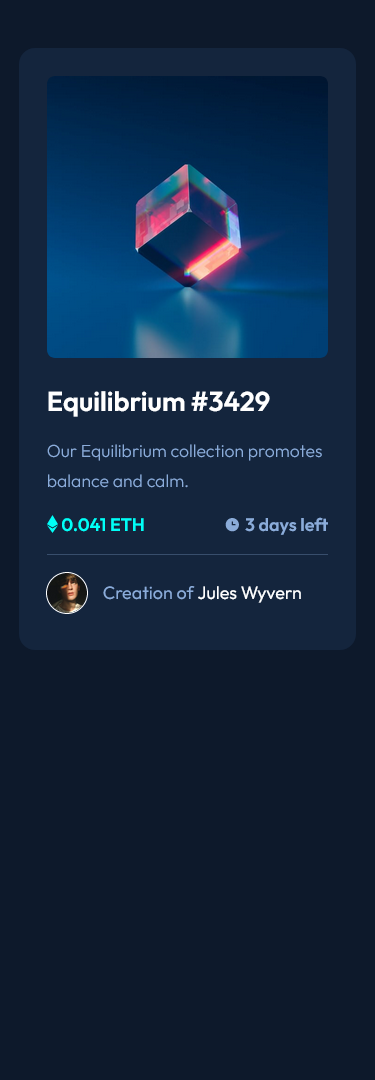 Equilibrium #3429
Our Equilibrium collection promotes
balance and calm.
0.041 ETH 3 days left
Creation of Jules Wyvern